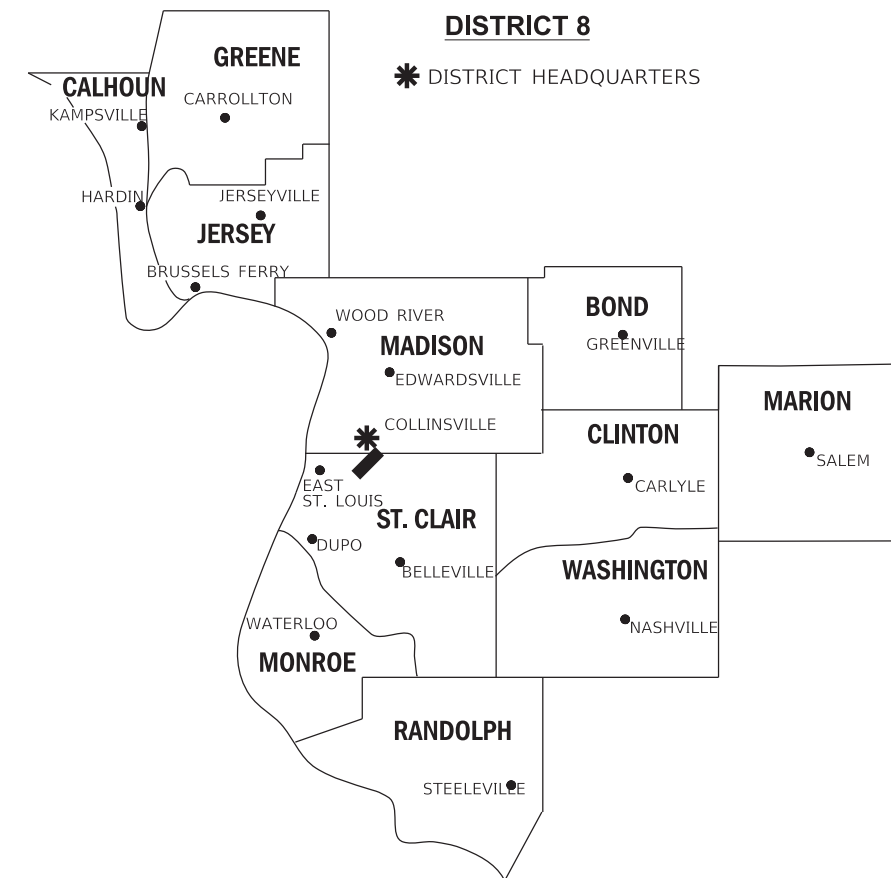 DISTRICT 8
DISTRICT HEADQUARTERS
GREENE
CALHOUN
CARROLLTON
KAMPSVILLE
HARDIN
JERSEYVILLE
JERSEY
BRUSSELS FERRY
WOOD RIVER
BOND
MADISON
GREENVILLE
EDWARDSVILLE
MARION
COLLINSVILLE
CLINTON
SALEM
EAST
ST. LOUIS
CARLYLE
ST. CLAIR
DUPO
BELLEVILLE
WASHINGTON
WATERLOO
NASHVILLE
MONROE
RANDOLPH
STEELEVILLE